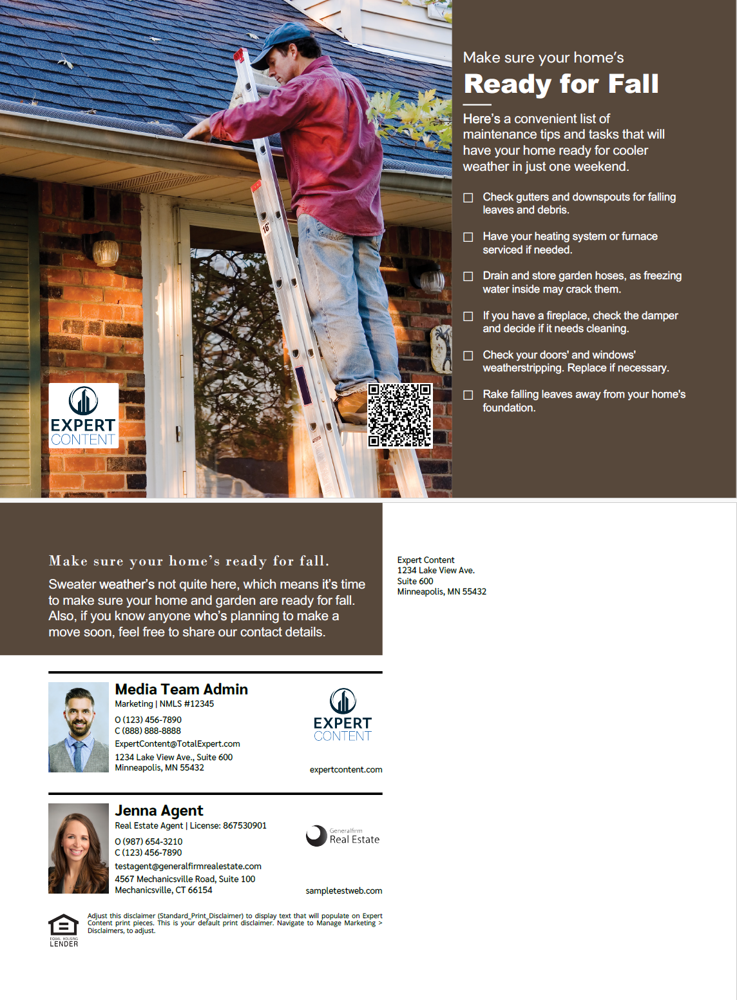 Make sure your home's
Ready for Fall
Here's a convenient list of
maintenance tips and tasks that will
have your home ready for cooler
weather in just one weekend.
Check gutters and downspouts for falling
leaves and debris.
Have your heating system or furnace
serviced if needed.
Drain and store garden hoses, as freezing
water inside may crack them.
If you have a fireplace, check the damper
and decide if it needs cleaning.
Check your doors' and windows'
weatherstripping. Replace if necessary.
Rake falling leaves away from your home's
foundation.
16'
EXPERT
CONTENT
Make sure your home's ready for fall.
Sweater weather's not quite here, which means it's time
to make sure your home and garden are ready for fall.
Also, if you know anyone who's planning to make a
move soon, feel free to share our contact details.
Expert Content
1234 Lake View Ave.
Suite 600
Minneapolis, MN 55432
Media Team Admin
Marketing | NMLS #12345
O (123) 456-7890
C (888) 888-8888
ExpertContent@TotalExpert.com
1234 Lake View Ave., Suite 600
Minneapolis, MN 55432
EXPERT
CONTENT
expertcontent.com
Jenna Agent
Real Estate Agent | License: 867530901
O (987) 654-3210
C (123) 456-7890
testagent@generalfirmrealestate.com
4567 Mechanicsville Road, Suite 100
Mechanicsville, CT 66154
Generalfirm
Real Estate
sampletestweb.com
Adjust this disclaimer (Standard_Print_Disclaimer) to display text that will populate on Expert
Content print pieces. This is your default print disclaimer. Navigate to Manage Marketing >
Disclaimers, to adjust.
EQUAL HOUSING
LENDER